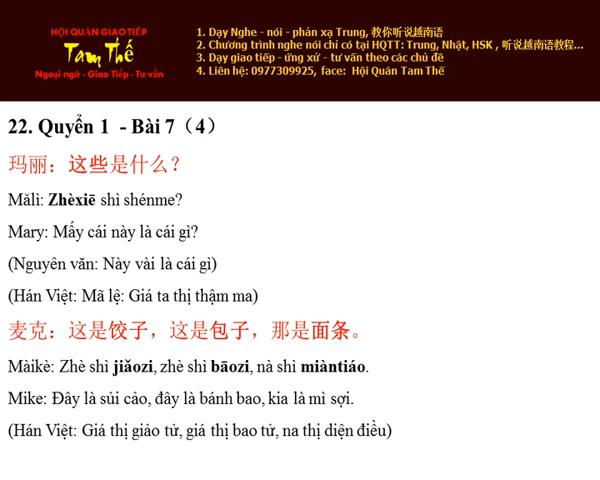 HỘI QUÁN GIAO TIẾP
Tam Thế
Ngoại ngữ - Giao Tiếp - Tư vấn
1. Dạy Nghe - nói - phản xạ Trung, 教你听说越南语
2. Chương trình nghe nói chỉ có tại HQTT: Trung, Nhật, HSK , 听说越南语教程...
3. Dạy giao tiếp - ứng xử - tư vấn theo các chủ đề
4. Liên hệ: 0977309925, face:  Hội Quán Tam Thế
22. Quyển 1  - Bài 7（4）
玛丽：这些是什么？
Mǎlì: Zhèxiē shì shénme?
Mary: Mấy cái này là cái gì?
(Nguyên văn: Này vài là cái gì)
(Hán Việt: Mã lệ: Giá ta thị thậm ma)
麦克：这是饺子，这是包子，那是面条。
Màikè: Zhè shì jiǎozi, zhè shì bāozi, nà shì miàntiáo.
Mike: Đây là sủi cảo, đây là bánh bao, kia là mì sợi.
(Hán Việt: Giá thị giảo tử, giá thị bao tử, na thị diện điều)